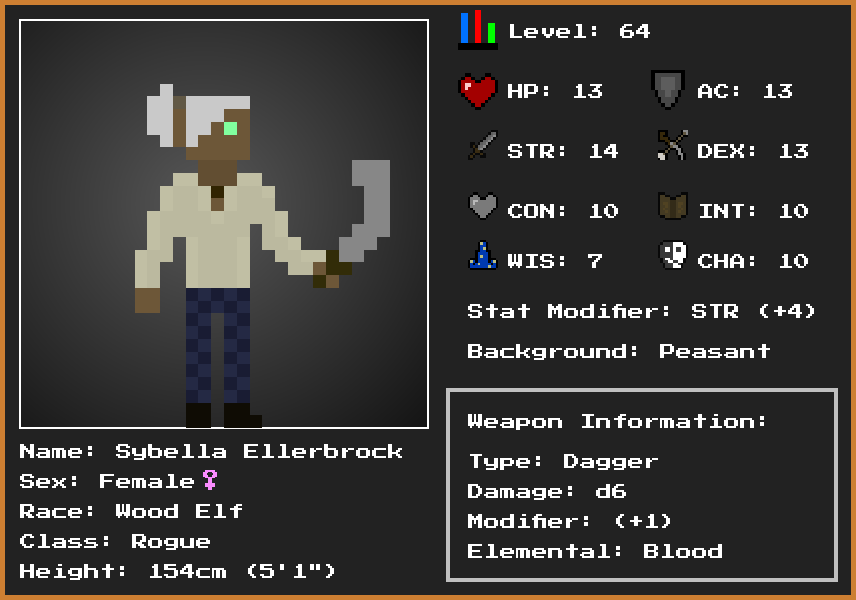 Level: 64
HP: 13 AC: 13
STR: 14 DEX: 13
CON: 10 INT: 10
WIS: 7 CHA: 10
Stat Modifier: STR (+4)
Background: Peasant
Weapon Information:
Type: Dagger
Damage: d6
Modifier: (+1)
Elemental: Blood
Name: Sybella Ellerbrock
Sex: Female♀
Race: Wood Elf
Class: Rogue
Height: 154cm (5'1")